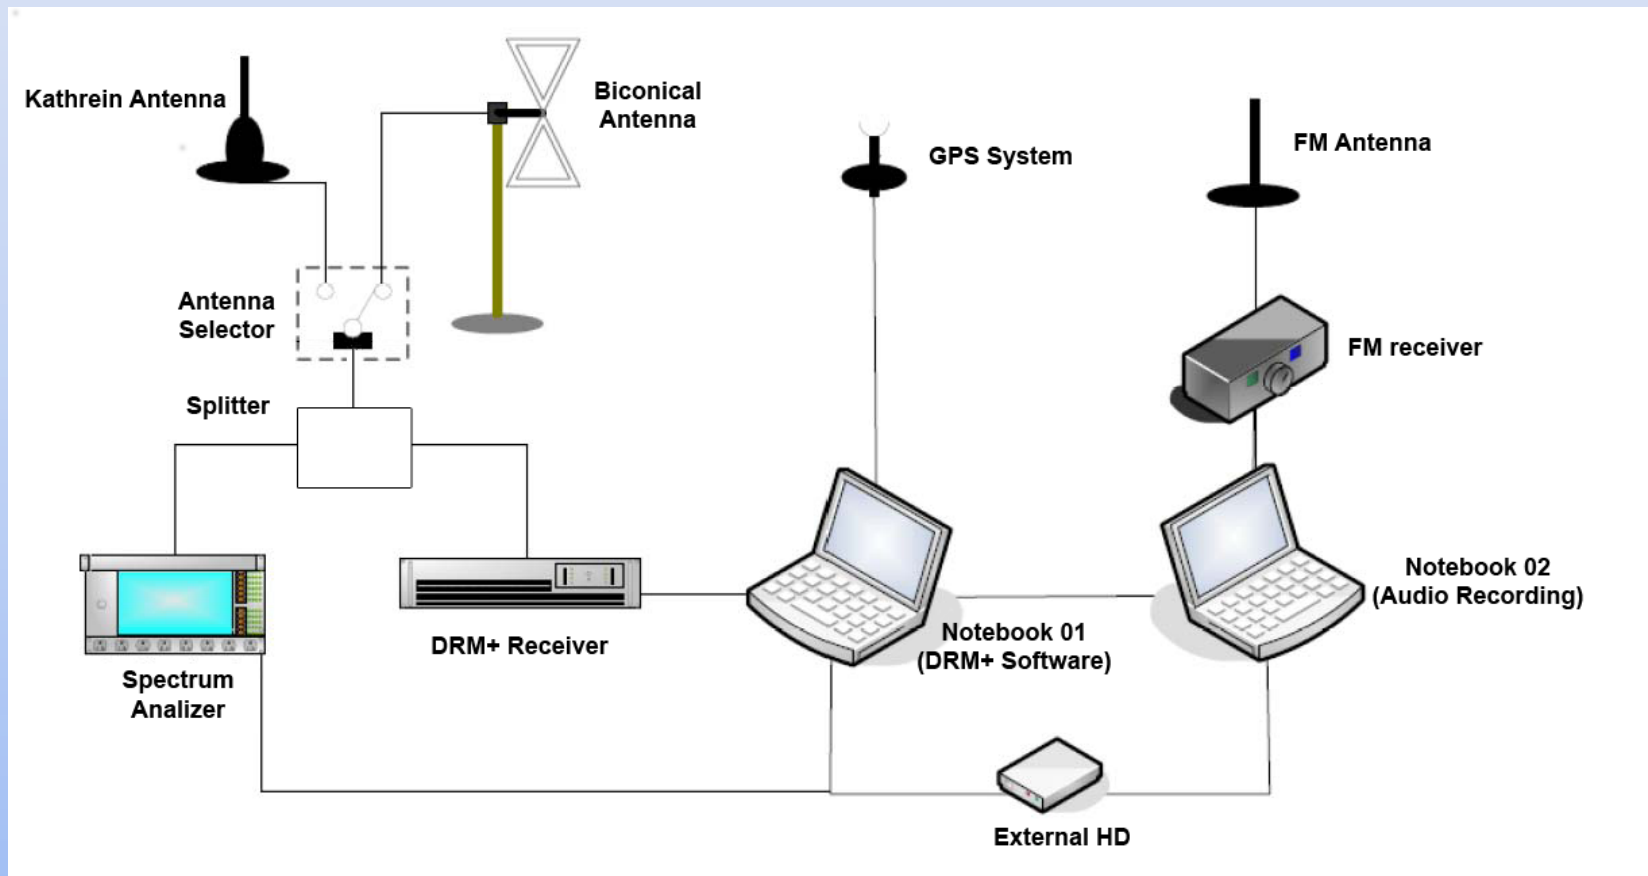 Kathrein Antenna
Biconical
Antenna
GPS System
FM Antenna
Antenna
Selector
FM receiver
Splitter
Notebook 02
(Audio Recording)
DRM+ Receiver
Notebook 01
(DRM+ Software)
Spectrum
Analizer
External HD